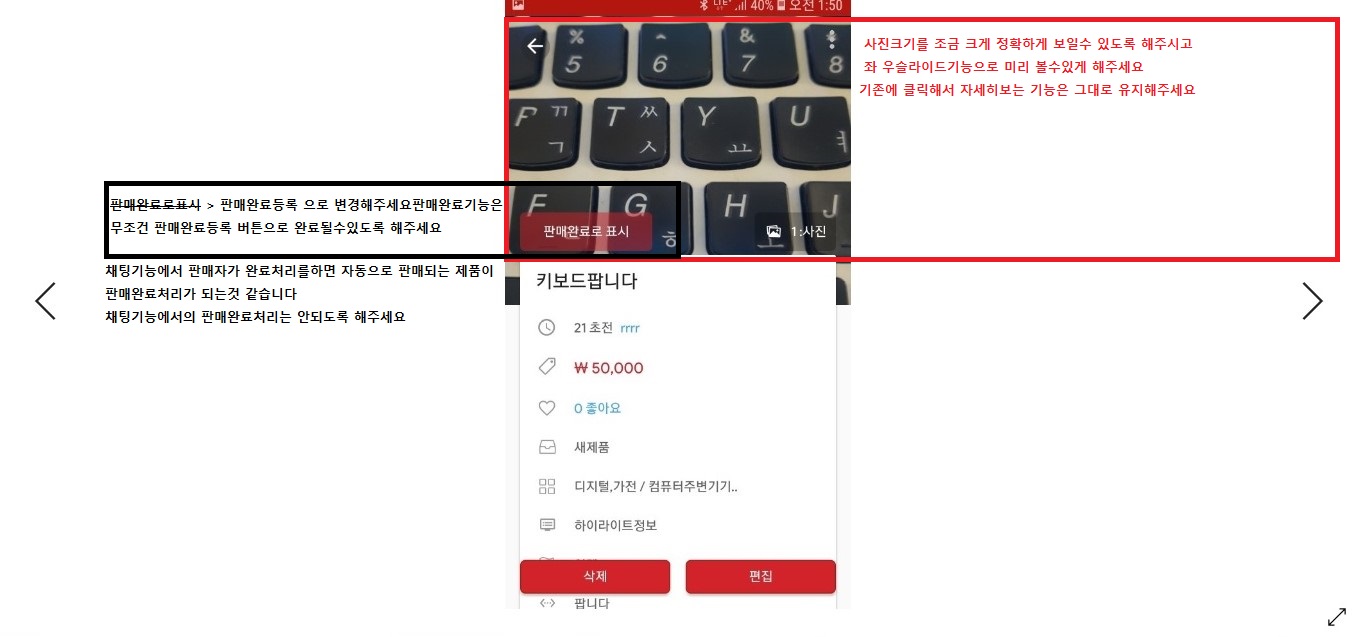 40% 오전 1:50
사진크기를 조금 크게 정확하게 보일수 있도록 해주시고
좌 우슬라이드기능으로 미리 볼수있게 해주세요
기존에 클릭해서 자세히보는 기능은 그대로 유지해주세요
% 5 ^ 6 & 7 8
F ㄲ ㄱ T ㅆ ㅅ Y ㅛ U ㅕ
판매완료로표시 > 판매완료등록 으로 변경해주세요판매완료기능은
무조건 판매완료등록 버튼으로 완료될수있도록 해주세요
F G ㅎ H ㅗ J
판매완료로 표시
1:사진
채팅기능에서 판매자가 완료처리를하면 자동으로 판매되는 제품이
판매완료처리가 되는것 같습니다
채팅기능에서의 판매완료처리는 안되도록 해주세요
키보드팝니다
21 초전 rrrr
₩ 50,000
0 좋아요
새제품
디지털,가전 / 컴퓨터주변기기..
하이라이트정보
삭제 편집
팝니다